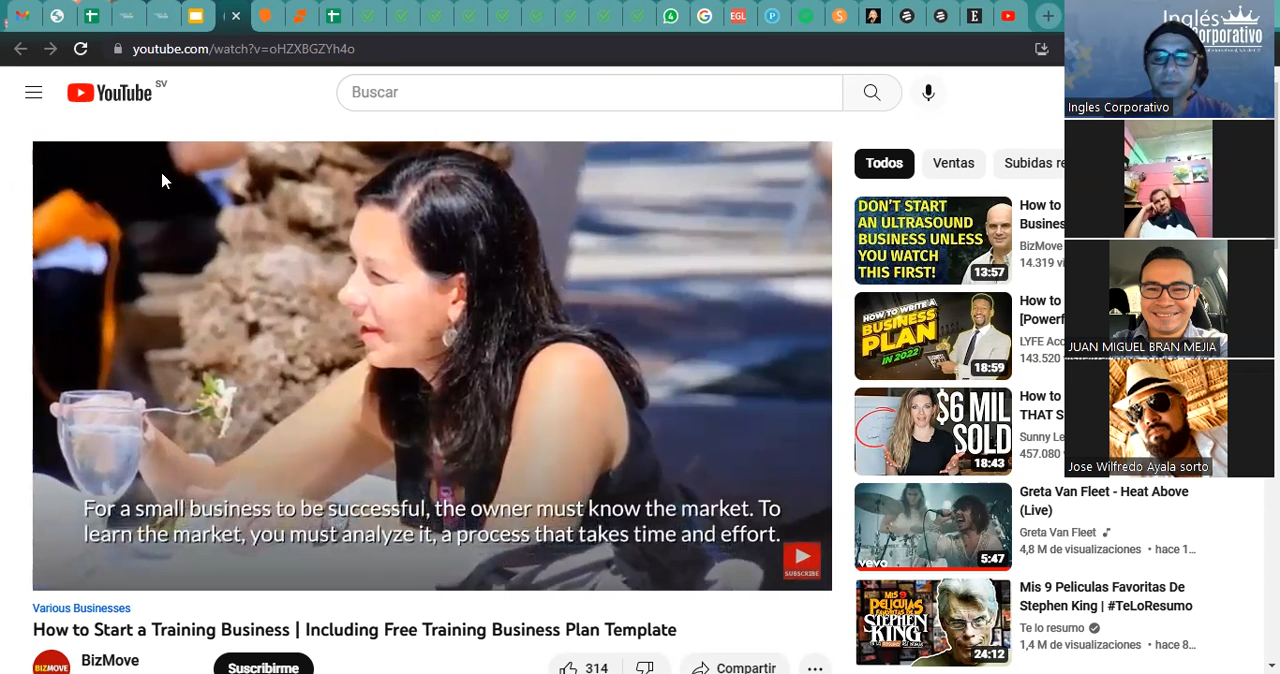 4
EGL
youtube.com/watch?v=oHZXBGZYh4o
YouTube SV
Buscar
Todos
Ventas
Subidas re
For a small business to be successful, the owner must know the market. To
learn the market, you must analyze it, a process that takes time and effort.
SUBSCRIBE
Various Businesses
How to Start a Training Business | Including Free Training Business Plan Template
BIZMOVE
BizMove
Suscribirme
314
Compartir
DON'T START
AN ULTRASOUND
BUSINESS UNLESS
YOU WATCH
THIS FIRST!
13:57
How to
Busines
BizMove
14.319 vi
HOW TO WRITE A
BUSINESS
PLAN
IN 2022
18:59
How to
[Powerf
LYFE Acc
143.520
$6 MIL
SOLD
18:43
How to
THAT S
Sunny Le
457.080
vevo
5:47
Greta Van Fleet - Heat Above
(Live)
Greta Van Fleet
4,8 M de visualizaciones • hace 1...
MIS 9
PELICULAS
FAVORITAS DE
STEPHEN
KING
24:12
Mis 9 Peliculas Favoritas De
Stephen King | #TeLoResumo
Te lo resumo
1,4 M de visualizaciones • hace 8...
Inglés
Corporativo
Ingles Corporativo
JUAN MIGUEL BRAN MEJIA
Jose Wilfredo Ayala sorto